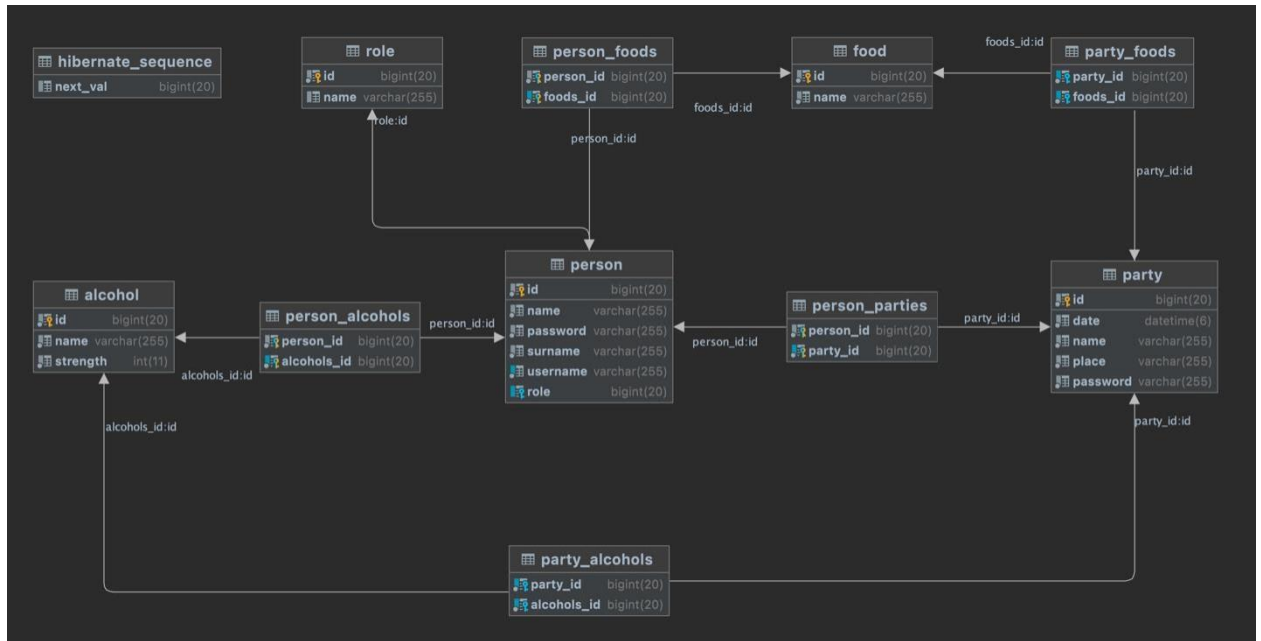 hibernate_sequence
next_val bigint(20)
role
id bigint(20)
name varchar(255)
role:id
person_foods
person_id bigint(20)
foods_id bigint(20)
foods_id:id
person_id:id
food
id bigint(20)
name varchar(255)
foods_id:id
party_foods
party_id bigint(20)
foods_id bigint(20)
party_id:id
alcohol
id bigint(20)
name varchar(255)
strength int(11)
alcohols_id:id
alcohols_id:id
person_alcohols
person_id bigint(20)
alcohols_id bigint(20)
person_id:id
person
id bigint(20)
name varchar(255)
password varchar(255)
surname varchar(255)
username varchar(255)
role bigint(20)
person_id:id
person_parties
person_id bigint(20)
party_id bigint(20)
party_id:id
party
id bigint(20)
date datetime(6)
name varchar(255)
place varchar(255)
password varchar(255)
party_id:id
party_alcohols
party_id bigint(20)
alcohols_id bigint(20)